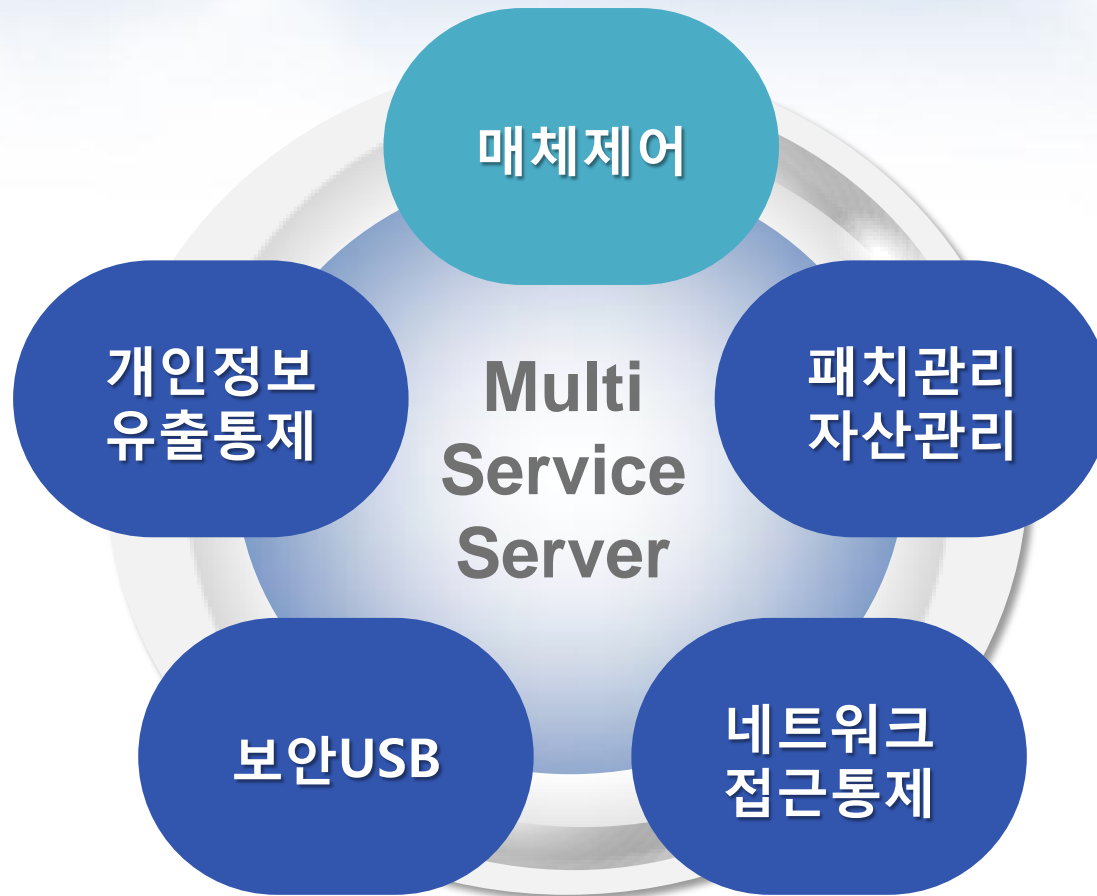 매체제어
개인정보
유출통제
Multi
Service
Server
패치관리
자산관리
보안USB
네트워크
접근통제